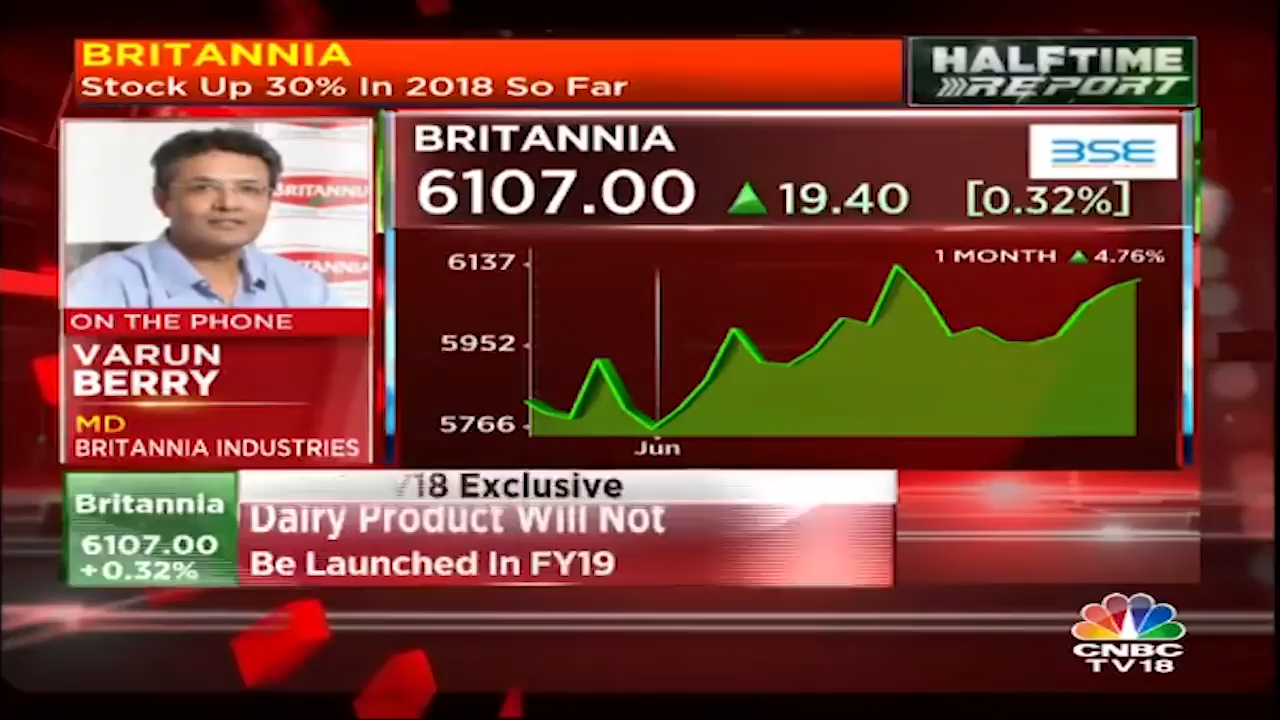 BRITANNIA
Stock Up 30% In 2018 So Far
HALFTIME
REPORT
BRITANNIA
BRITANNIA
6107.00 ▲ 19.40 [0.32%]
BSE
1 MONTH ▲ 4.76%
6137
5952
5766
Jun
ON THE PHONE
VARUN
BERRY
MD
BRITANNIA INDUSTRIES
Britannia
6107.00
+0.32%
18 Exclusive
Dairy Product Will Not
Be Launched In FY19
CNBC
TV18